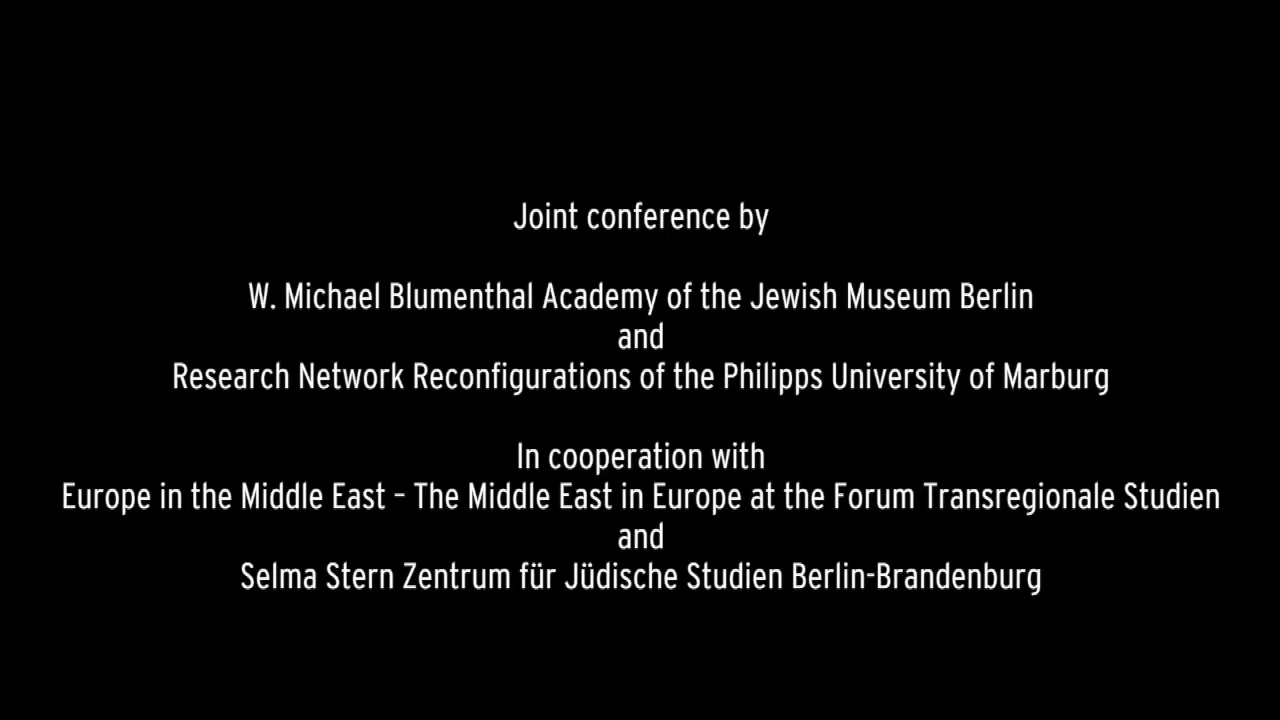 Joint conference by
W. Michael Blumenthal Academy of the Jewish Museum Berlin
and
Research Network Reconfigurations of the Philipps University of Marburg
In cooperation with
Europe in the Middle East – The Middle East in Europe at the Forum Transregionale Studien
and
Selma Stern Zentrum für Jüdische Studien Berlin-Brandenburg